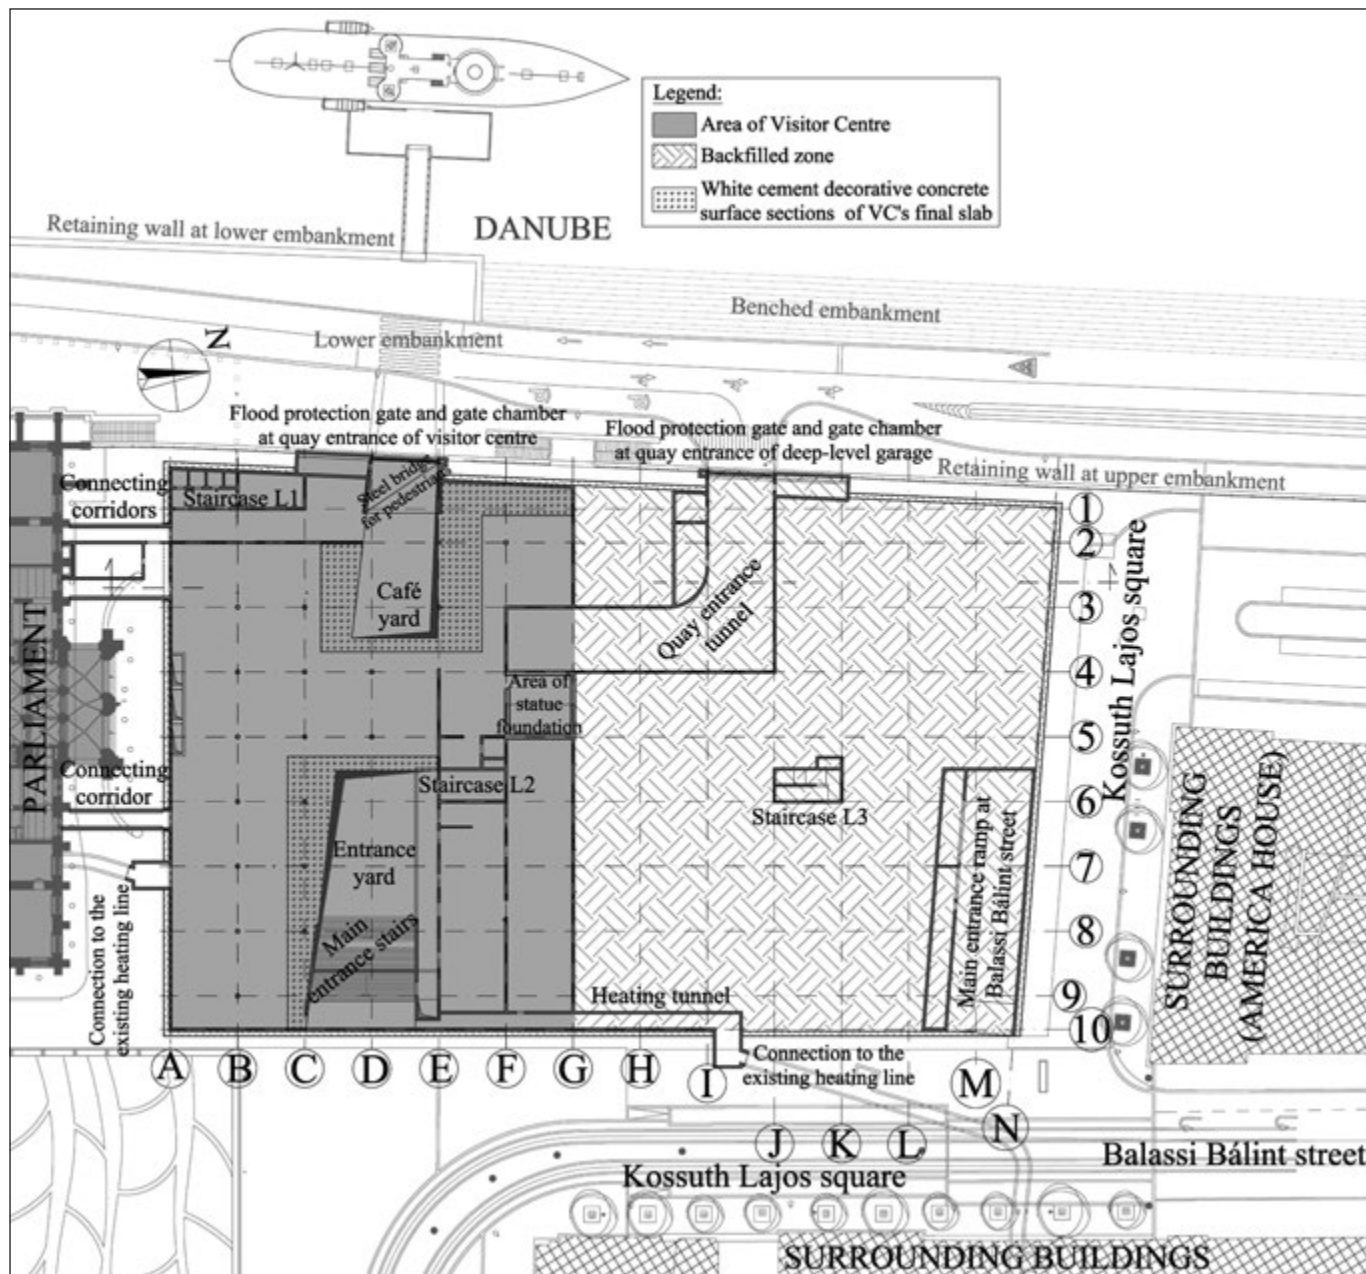 Legend:
Area of Visitor Centre
Backfilled zone
White cement decorative concrete
surface sections of VC's final slab
Retaining wall at lower embankment
DANUBE
Benched embankment
Lower embankment
N
Flood protection gate and gate chamber
at quay entrance of visitor centre
Flood protection gate and gate chamber
at quay entrance of deep-level garage
Retaining wall at upper embankment
Connecting
corridors
Staircase L1
Steel bridge
for pedestrian
1
2
3
4
5
6
7
8
9
10
Kossuth Lajos square
Café
yard
Quay entrance
tunnel
PARLIAMENT
Area of
statue
foundation
Connecting
corridor
Staircase L2
Staircase L3
Entrance
yard
Main
entrance stairs
Main entrance ramp at
Balassi Bálint street
SURROUNDING
BUILDINGS
(AMERICA HOUSE)
Connection to the
existing heating line
Heating tunnel
Connection to the
existing heating line
A
B
C
D
E
F
G
H
I
M
N
J
K
L
Kossuth Lajos square
Balassi Bálint street
SURROUNDING BUILDINGS